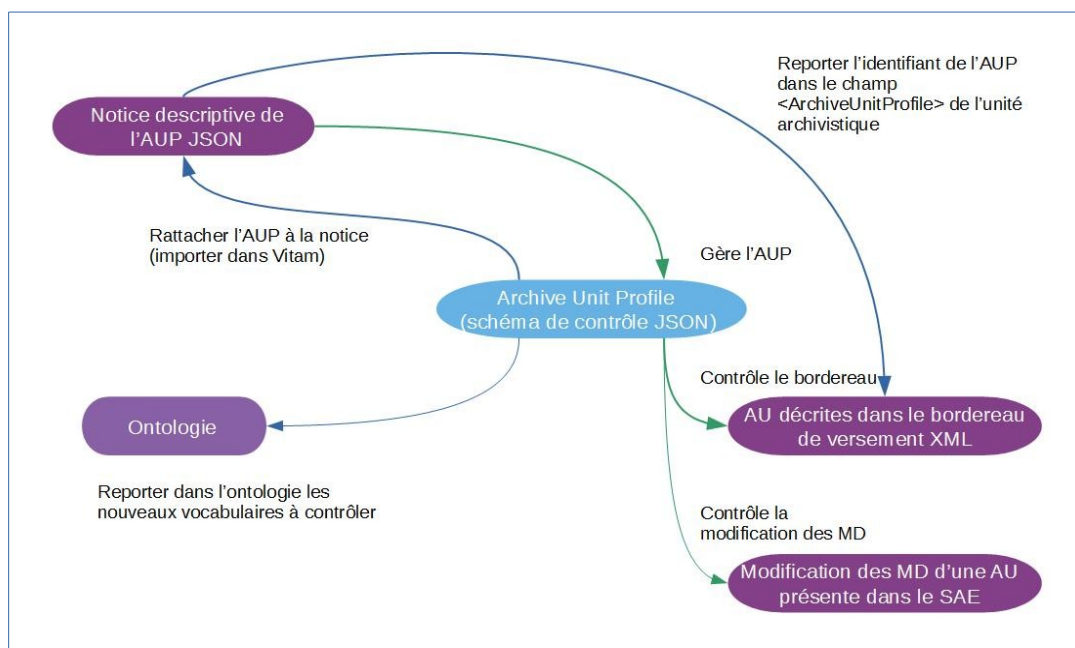 Reporter l’identifiant de l’AUP
dans le champ
<ArchiveUnitProfile> de l’unité
archivistique
Notice descriptive de
l’AUP JSON
Rattacher l’AUP à la notice
(importer dans Vitam)
Gère l’AUP
Archive Unit Profile
(schéma de contrôle JSON)
Contrôle le bordereau
AU décrites dans le bordereau
de versement XML
Ontologie
Reporter dans l’ontologie les
nouveaux vocabulaires à contrôler
Contrôle la
modification des MD
Modification des MD d’une AU
présente dans le SAE